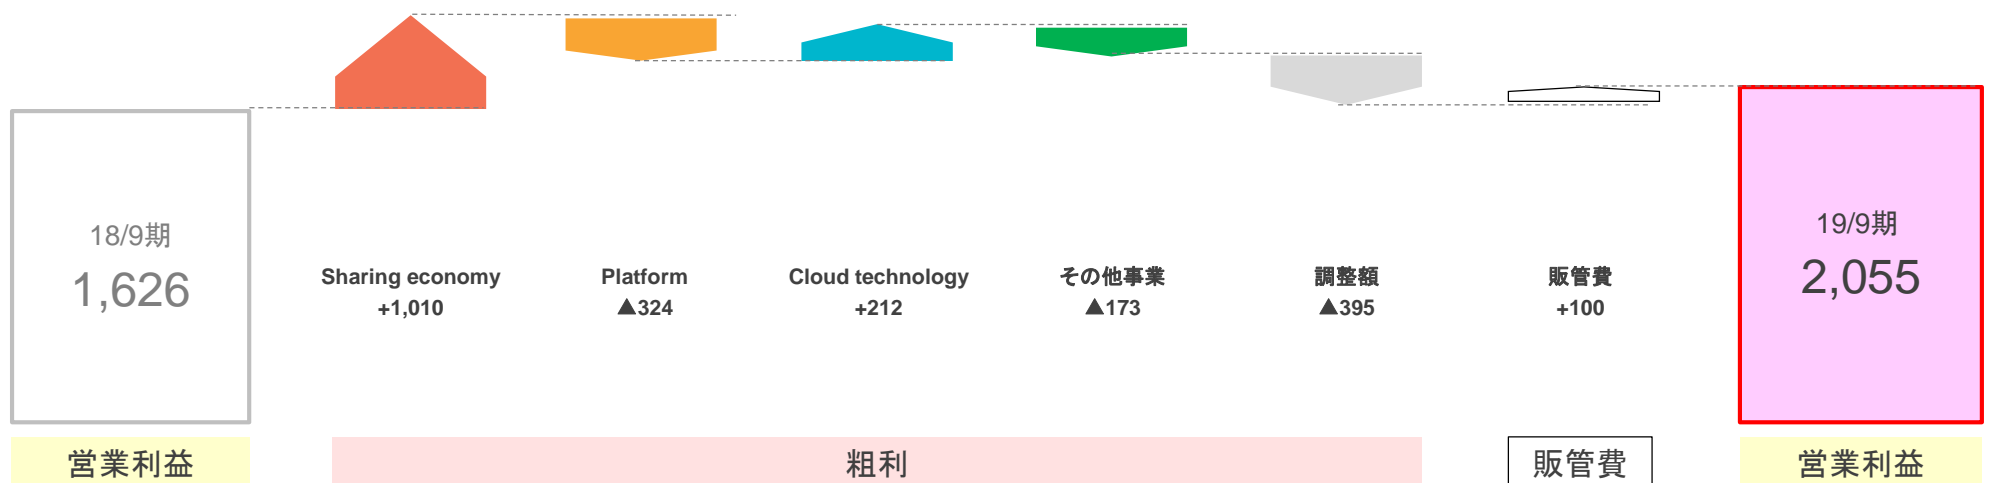 18/9期
1,626
Sharing economy
+1,010
Platform
▲324
Cloud technology
+212
その他事業
▲173
調整額
▲395
販管費
+100
19/9期
2,055
営業利益
粗利
販管費
営業利益